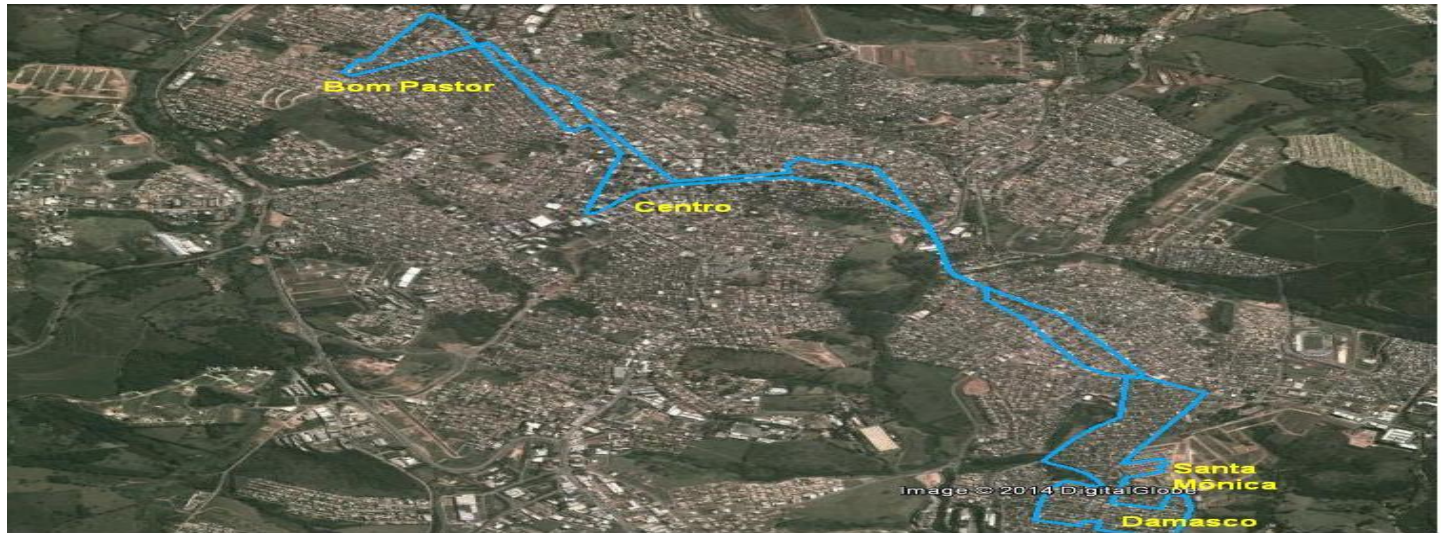 Bom Pastor
Centro
Santa
Mônica
Image © 2014 DigitalGlobe
Damasco